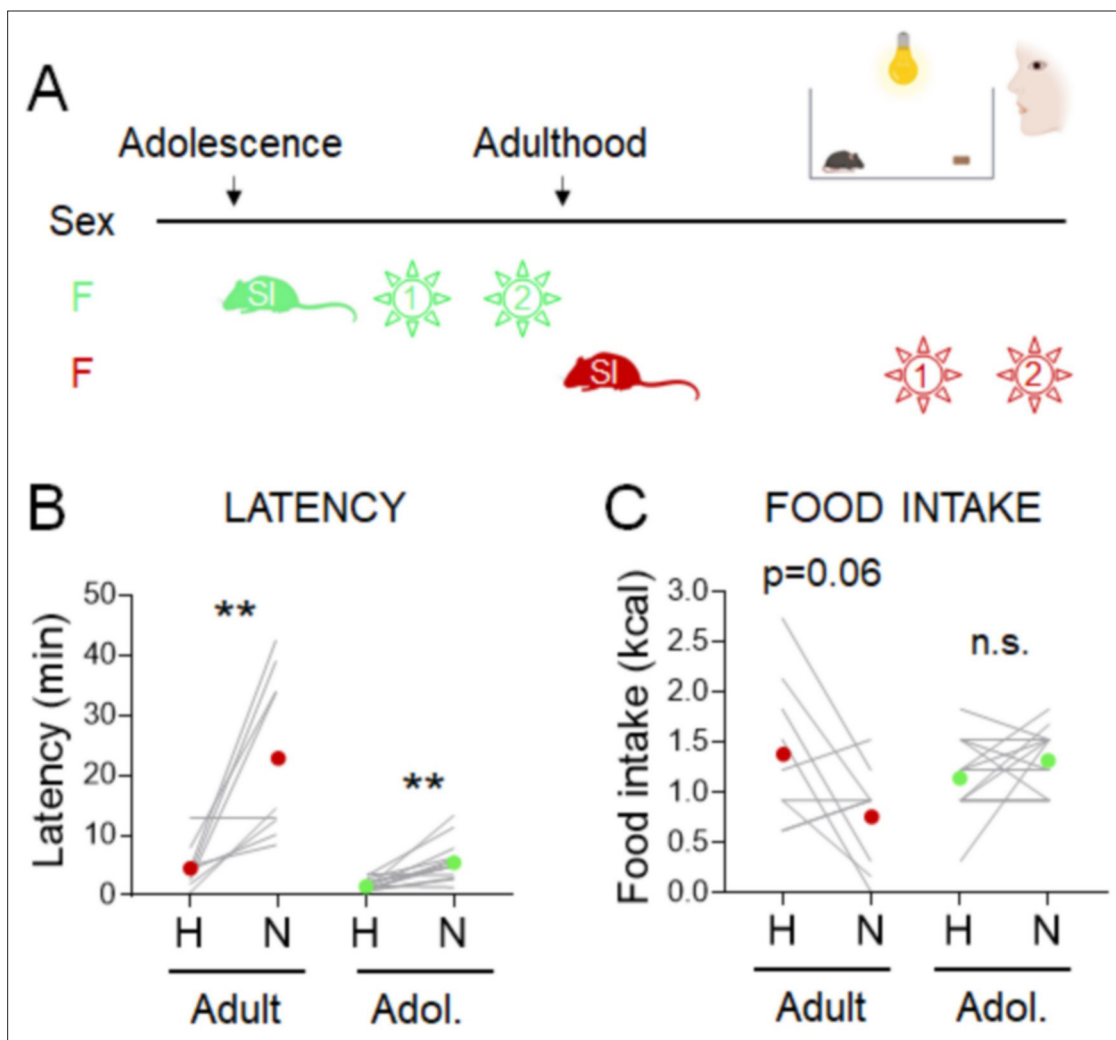 A
Adolescence Adulthood
Sex
F SI 1 2
F SI 1 2
B LATENCY
Latency (min)
50
40
30
20
10
0
** **
H N H N
Adult Adol.
C FOOD INTAKE
Food intake (kcal)
3.0
2.5
2.0
1.5
1.0
0.5
0.0
p=0.06
n.s.
H N H N
Adult Adol.